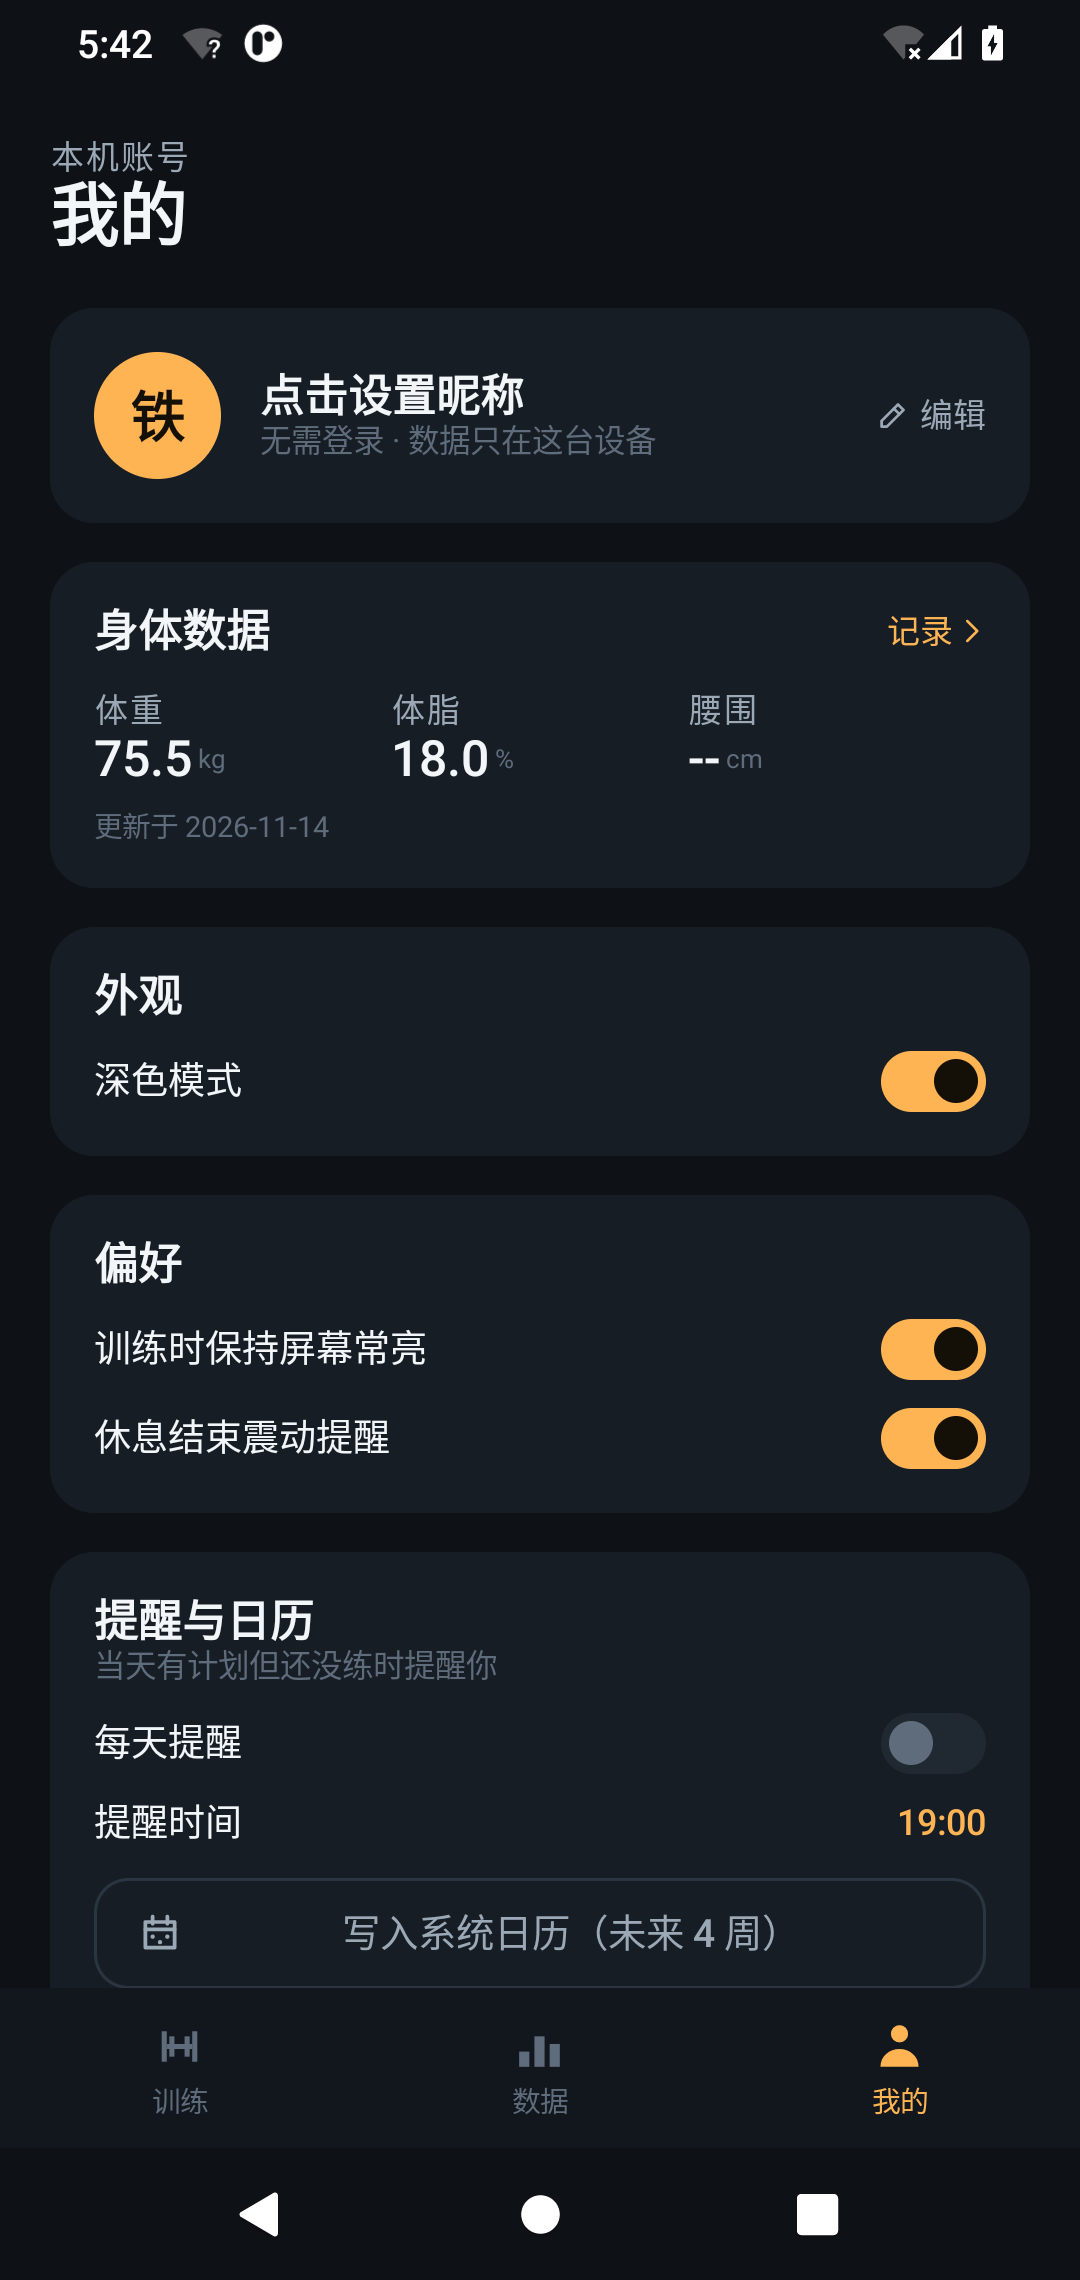 5:42
本机账号
我的
铁
点击设置昵称
无需登录 · 数据只在这台设备
编辑
身体数据
记录
体重
体脂
腰围
75.5 kg
18.0 %
-- cm
更新于 2026-11-14
外观
深色模式
偏好
训练时保持屏幕常亮
休息结束震动提醒
提醒与日历
当天有计划但还没练时提醒你
每天提醒
提醒时间
19:00
写入系统日历（未来 4 周）
训练
数据
我的